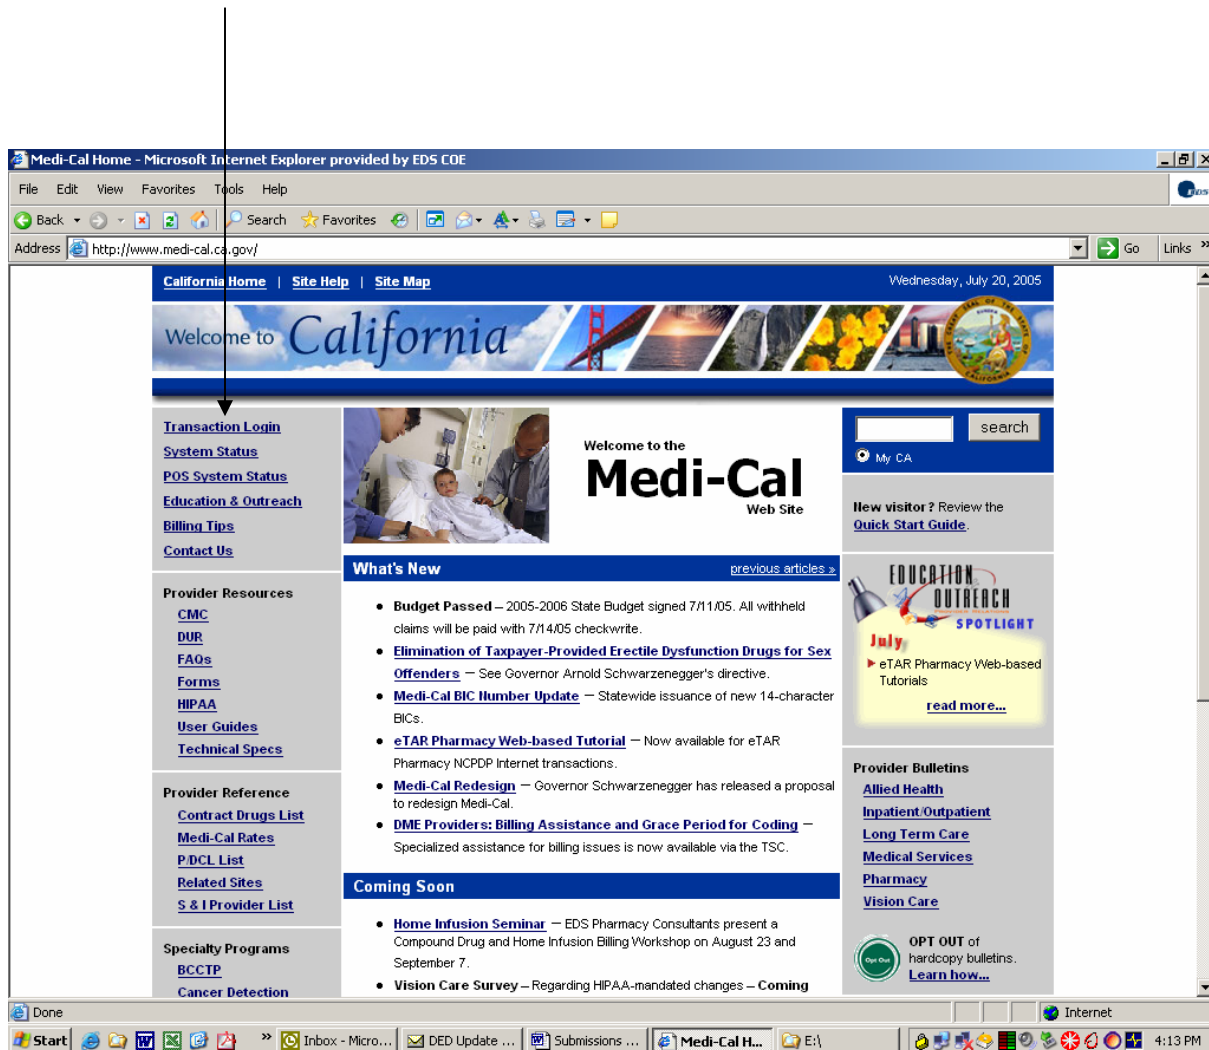 Medi-Cal Home - Microsoft Internet Explorer provided by EDS COE
File Edit View Favorites Tools Help
Back Search Favorites
Address http://www.medi-cal.ca.gov/ Go Links »
California Home | Site Help | Site Map Wednesday, July 20, 2005
Welcome to California
Transaction Login
System Status
POS System Status
Education & Outreach
Billing Tips
Contact Us
Provider Resources
CMC
DUR
FAQs
Forms
HIPAA
User Guides
Technical Specs
Provider Reference
Contract Drugs List
Medi-Cal Rates
P/DCL List
Related Sites
S & I Provider List
Specialty Programs
BCCTP
Cancer Detection
Welcome to the
Medi-Cal
Web Site
What's New previous articles »
• Budget Passed – 2005-2006 State Budget signed 7/11/05. All withheld
claims will be paid with 7/14/05 checkwrite.
• Elimination of Taxpayer-Provided Erectile Dysfunction Drugs for Sex
Offenders — See Governor Arnold Schwarzenegger's directive.
• Medi-Cal BIC Number Update — Statewide issuance of new 14-character
BICs.
• eTAR Pharmacy Web-based Tutorial — Now available for eTAR
Pharmacy NCPDP Internet transactions.
• Medi-Cal Redesign — Governor Schwarzenegger has released a proposal
to redesign Medi-Cal.
• DME Providers: Billing Assistance and Grace Period for Coding —
Specialized assistance for billing issues is now available via the TSC.
Coming Soon
• Home Infusion Seminar — EDS Pharmacy Consultants present a
Compound Drug and Home Infusion Billing Workshop on August 23 and
September 7.
• Vision Care Survey – Regarding HIPAA-mandated changes – Coming
search
My CA
New visitor? Review the
Quick Start Guide.
EDUCATION
OUTREACH
PROVIDER RELATIONS
SPOTLIGHT
July
eTAR Pharmacy Web-based
Tutorials
read more...
Provider Bulletins
Allied Health
Inpatient/Outpatient
Long Term Care
Medical Services
Pharmacy
Vision Care
Opt Out
OPT OUT of
hardcopy bulletins.
Learn how...
Done Internet
Start » Inbox - Micro... DED Update ... Submissions ... Medi-Cal H... E:\ 4:13 PM